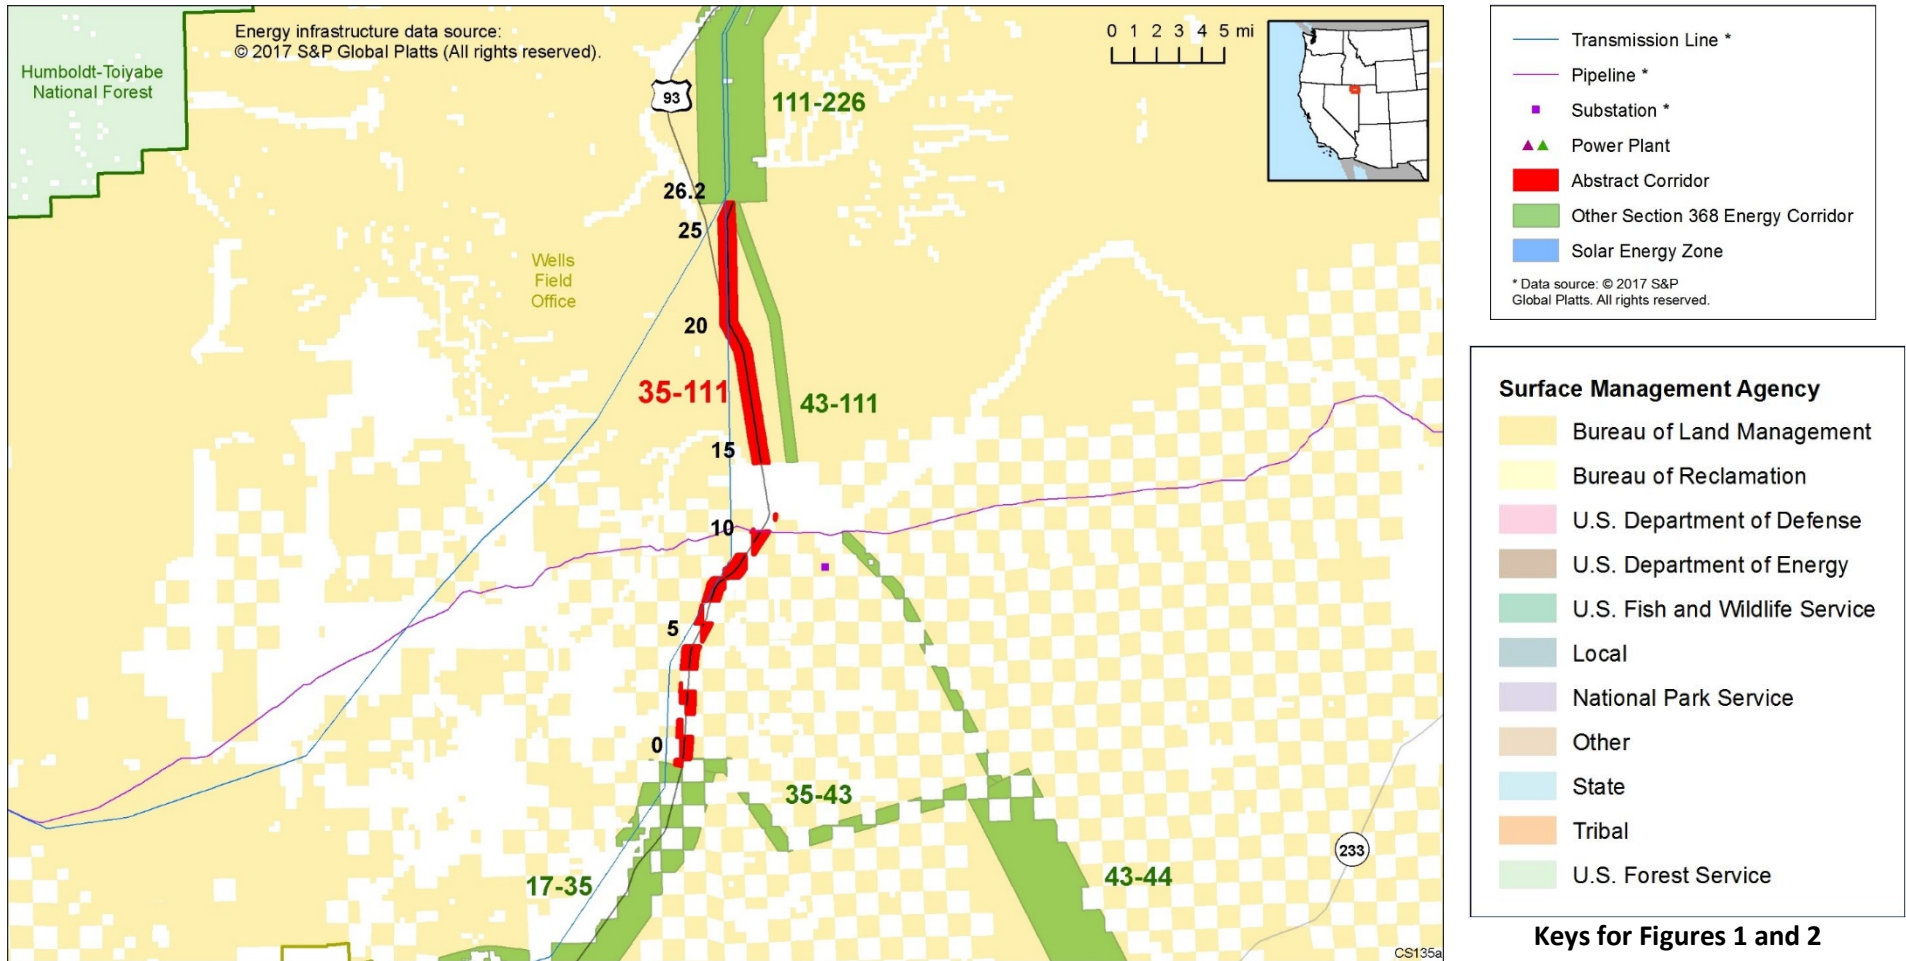 Energy infrastructure data source:
© 2017 S&P Global Platts (All rights reserved).
0 1 2 3 4 5 mi
Humboldt-Toiyabe
National Forest
93
111-226
26.2
25
Wells
Field
Office
20
35-111
43-111
15
10
5
0
35-43
17-35
43-44
233
CS135a
Transmission Line *
Pipeline *
Substation *
Power Plant
Abstract Corridor
Other Section 368 Energy Corridor
Solar Energy Zone
* Data source: © 2017 S&P
Global Platts. All rights reserved.
Surface Management Agency
Bureau of Land Management
Bureau of Reclamation
U.S. Department of Defense
U.S. Department of Energy
U.S. Fish and Wildlife Service
Local
National Park Service
Other
State
Tribal
U.S. Forest Service
Keys for Figures 1 and 2